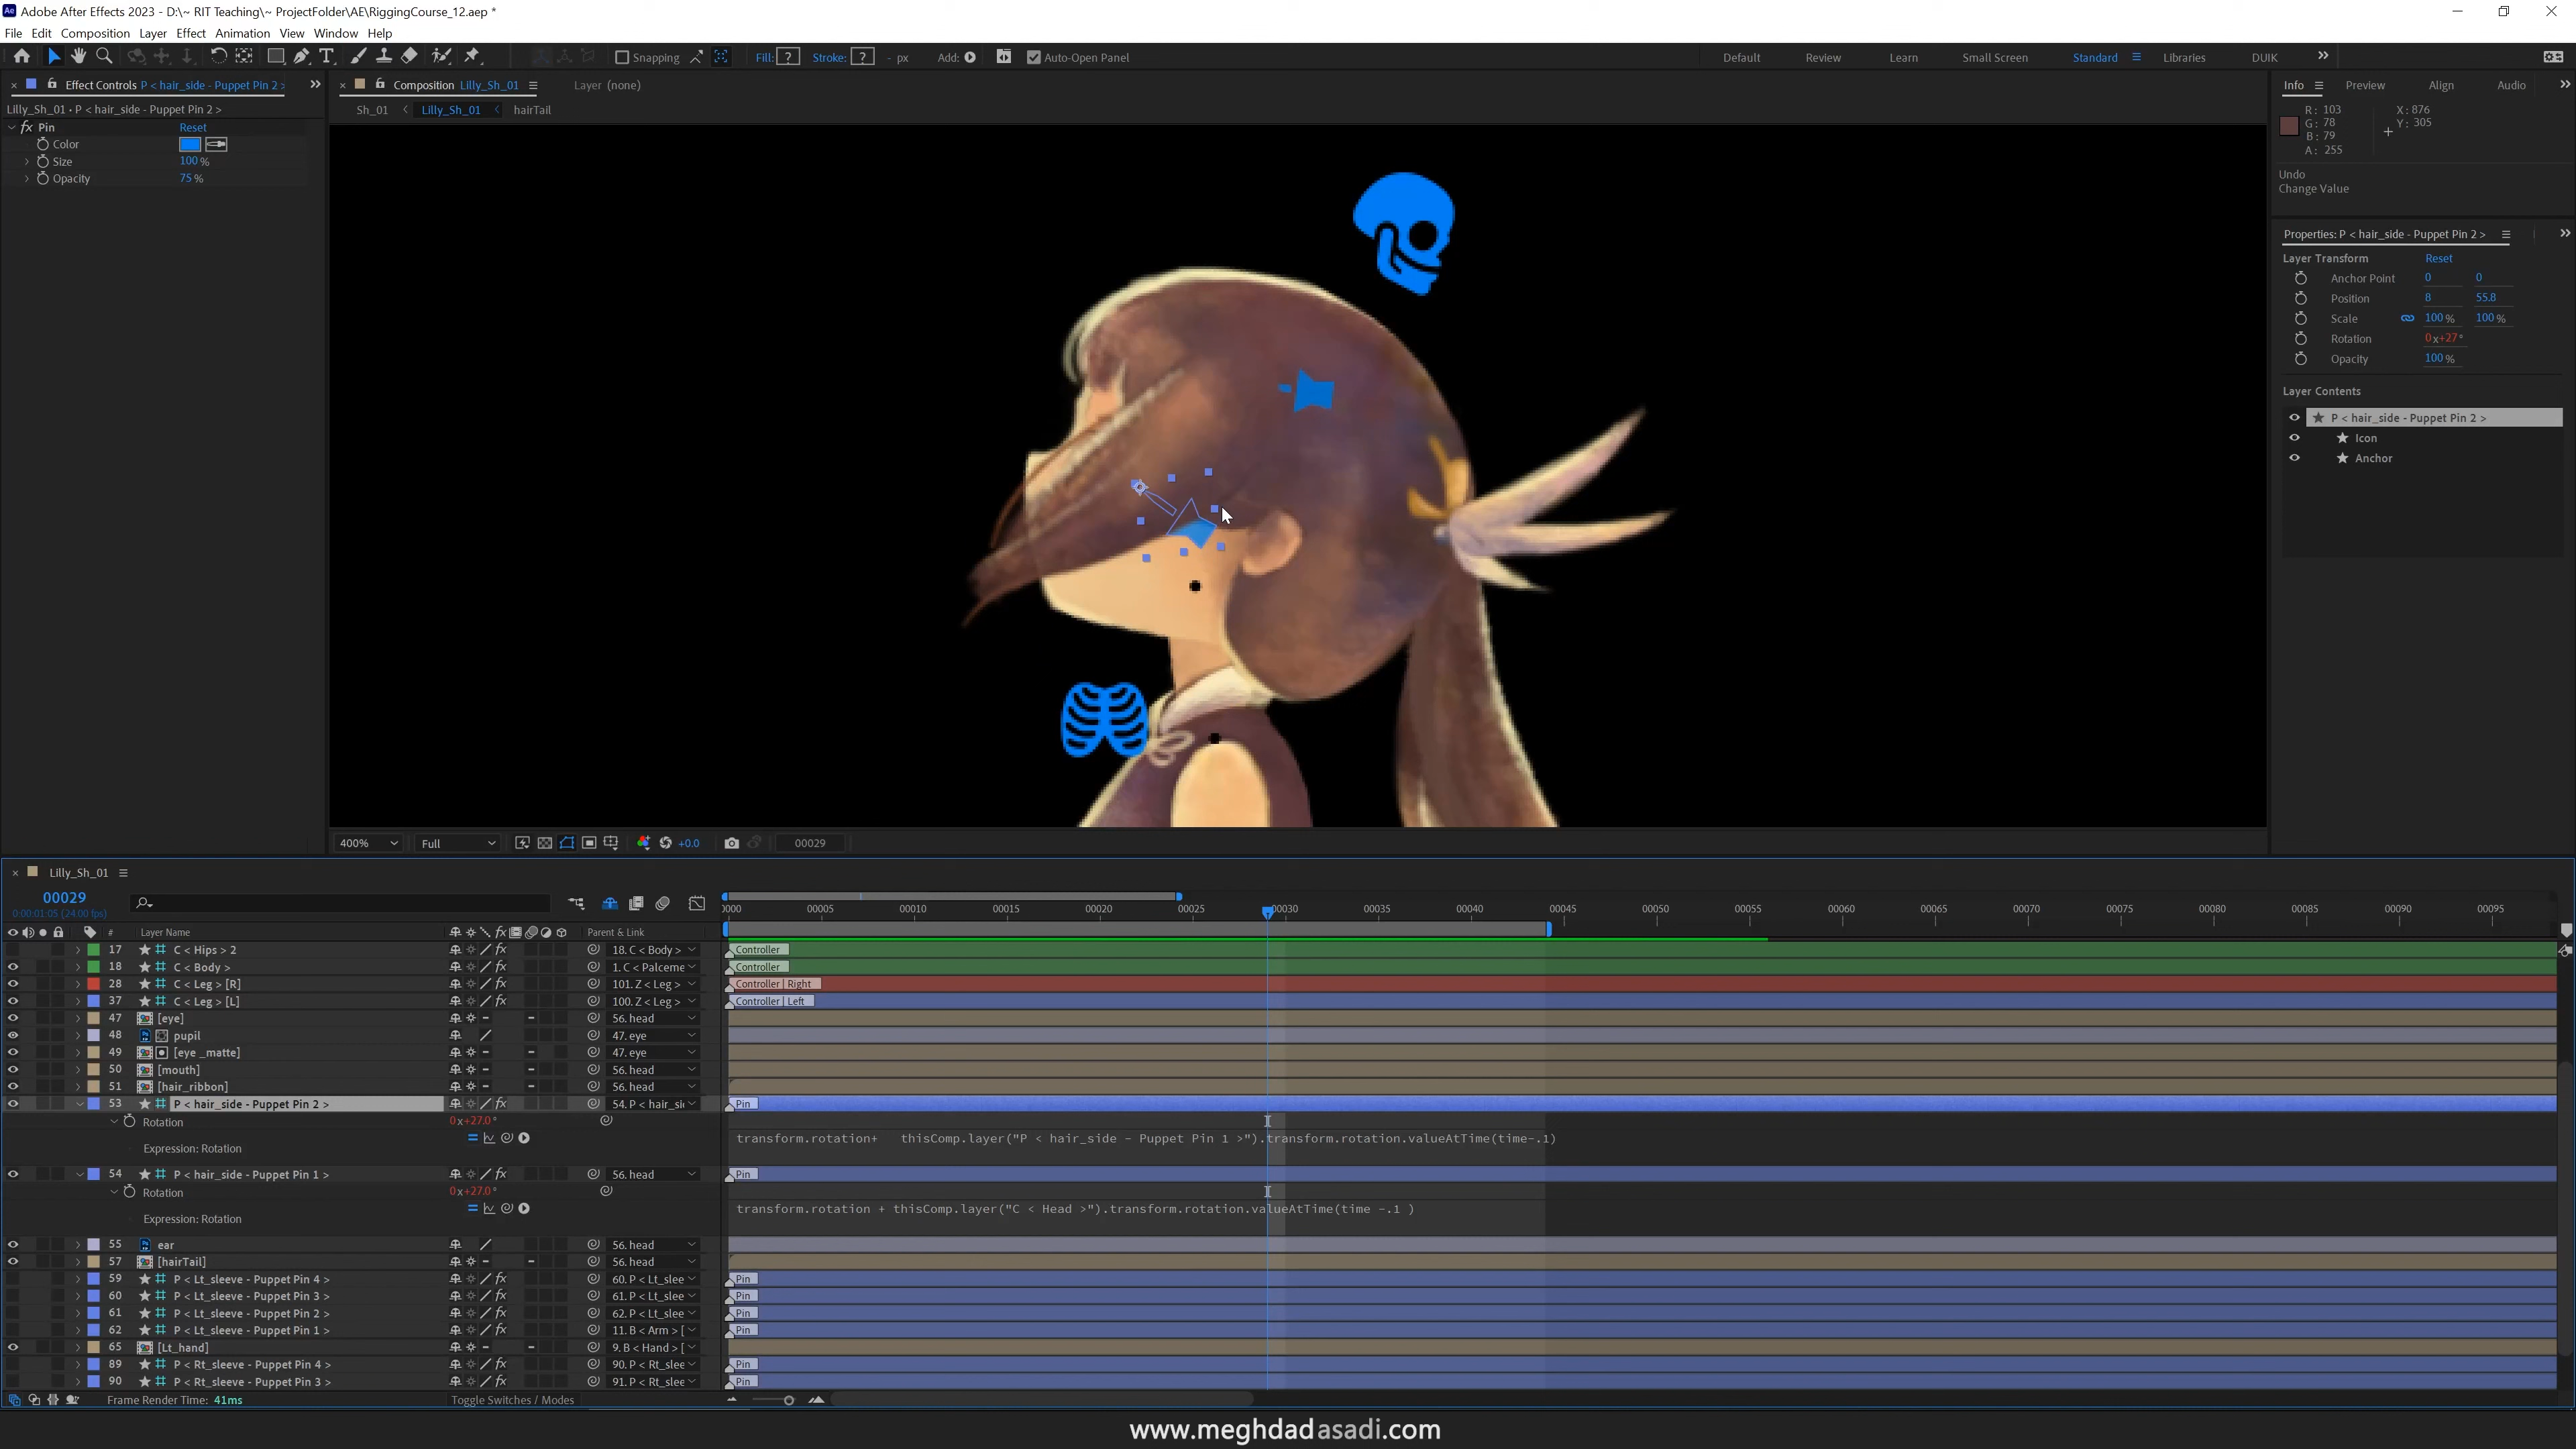 Adobe After Effects 2023 - D:\~ RIT Teaching\~ ProjectFolder\AE\RiggingCourse_12.aep *
File Edit Composition Layer Effect Animation View Window Help
Snapping Fill: ? Stroke: ? - px Add: Auto-Open Panel Default Review Learn Small Screen Standard Libraries DUIK
Effect Controls P < hair_side - Puppet Pin 2 >
Lilly_Sh_01 • P < hair_side - Puppet Pin 2 >
fx Pin Reset
Color
Size 100 %
Opacity 75 %
Composition Lilly_Sh_01 Layer (none)
Sh_01 Lilly_Sh_01 hairTail
400% Full +0.0 00029
Info Preview Align Audio
R: 103 X: 876
G: 78 Y: 305
B: 79
A: 255
Undo
Change Value
Properties: P < hair_side - Puppet Pin 2 >
Layer Transform Reset
Anchor Point 0 0
Position 8 55.8
Scale 100 % 100 %
Rotation 0x+27°
Opacity 100 %
Layer Contents
P < hair_side - Puppet Pin 2 >
Icon
Anchor
Lilly_Sh_01
00029
0:00:01:05 (24.00 fps)
0000 00005 00010 00015 00020 00025 00030 00035 00040 00045 00050 00055 00060 00065 00070 00075 00080 00085 00090 00095
# Layer Name Parent & Link
17 C < Hips > 2 18. C < Body > Controller
18 C < Body > 1. C < Palceme Controller
28 C < Leg > [R] 101. Z < Leg > Controller | Right
37 C < Leg > [L] 100. Z < Leg > Controller | Left
47 [eye] 56. head
48 pupil 47. eye
49 [eye _matte] 47. eye
50 [mouth] 56. head
51 [hair_ribbon] 56. head
53 P < hair_side - Puppet Pin 2 > 54. P < hair_si Pin
Rotation 0x+27.0°
Expression: Rotation transform.rotation+ thisComp.layer("P < hair_side - Puppet Pin 1 >").transform.rotation.valueAtTime(time-.1)
54 P < hair_side - Puppet Pin 1 > 56. head Pin
Rotation 0x+27.0°
Expression: Rotation transform.rotation + thisComp.layer("C < Head >").transform.rotation.valueAtTime(time -.1 )
55 ear 56. head
57 [hairTail] 56. head
59 P < Lt_sleeve - Puppet Pin 4 > 60. P < Lt_slee Pin
60 P < Lt_sleeve - Puppet Pin 3 > 61. P < Lt_slee Pin
61 P < Lt_sleeve - Puppet Pin 2 > 62. P < Lt_slee Pin
62 P < Lt_sleeve - Puppet Pin 1 > 11. B < Arm > [ Pin
65 [Lt_hand] 9. B < Hand > [
89 P < Rt_sleeve - Puppet Pin 4 > 90. P < Rt_slee Pin
90 P < Rt_sleeve - Puppet Pin 3 > 91. P < Rt_slee Pin
Frame Render Time: 41ms Toggle Switches / Modes
www.meghdadasadi.com